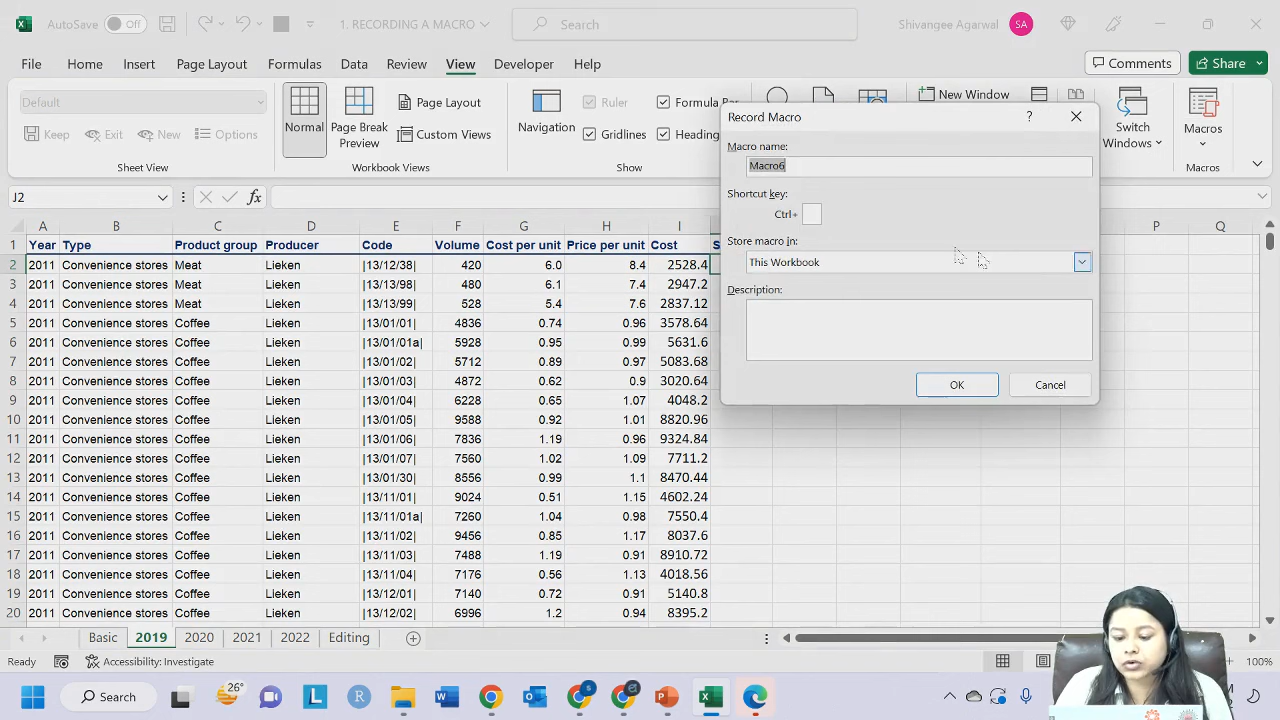 AutoSave Off 1. RECORDING A MACRO Search Shivangee Agarwal SA
File Home Insert Page Layout Formulas Data Review View Developer Help Comments Share
Default
Keep Exit New Options
Sheet View
Normal
Page Break Preview
Page Layout
Custom Views
Workbook Views
Navigation
Ruler
Gridlines
Formula Bar
Heading
Show
New Window
Switch Windows
Macros
Macros
Record Macro ?
Macro name:
Macro6
Shortcut key:
Ctrl+
Store macro in:
This Workbook
Description:
OK Cancel
J2 fx
A B C D E F G H I P Q
1 Year Type Product group Producer Code Volume Cost per unit Price per unit Cost S
2 2011 Convenience stores Meat Lieken |13/12/38| 420 6.0 8.4 2528.4
3 2011 Convenience stores Meat Lieken |13/13/98| 480 6.1 7.4 2947.2
4 2011 Convenience stores Meat Lieken |13/13/99| 528 5.4 7.6 2837.12
5 2011 Convenience stores Coffee Lieken |13/01/01| 4836 0.74 0.96 3578.64
6 2011 Convenience stores Coffee Lieken |13/01/01a| 5928 0.95 0.99 5631.6
7 2011 Convenience stores Coffee Lieken |13/01/02| 5712 0.89 0.97 5083.68
8 2011 Convenience stores Coffee Lieken |13/01/03| 4872 0.62 0.9 3020.64
9 2011 Convenience stores Coffee Lieken |13/01/04| 6228 0.65 1.07 4048.2
10 2011 Convenience stores Coffee Lieken |13/01/05| 9588 0.92 1.01 8820.96
11 2011 Convenience stores Coffee Lieken |13/01/06| 7836 1.19 0.96 9324.84
12 2011 Convenience stores Coffee Lieken |13/01/07| 7560 1.02 1.09 7711.2
13 2011 Convenience stores Coffee Lieken |13/01/30| 8556 0.99 1.1 8470.44
14 2011 Convenience stores Coffee Lieken |13/11/01| 9024 0.51 1.15 4602.24
15 2011 Convenience stores Coffee Lieken |13/11/01a| 7260 1.04 0.98 7550.4
16 2011 Convenience stores Coffee Lieken |13/11/02| 9456 0.85 1.17 8037.6
17 2011 Convenience stores Coffee Lieken |13/11/03| 7488 1.19 0.91 8910.72
18 2011 Convenience stores Coffee Lieken |13/11/04| 7176 0.56 1.13 4018.56
19 2011 Convenience stores Coffee Lieken |13/12/01| 7140 0.72 0.91 5140.8
20 2011 Convenience stores Coffee Lieken |13/12/02| 6996 1.2 0.94 8395.2
Basic 2019 2020 2021 2022 Editing
Ready Accessibility: Investigate 100%
Search 26°